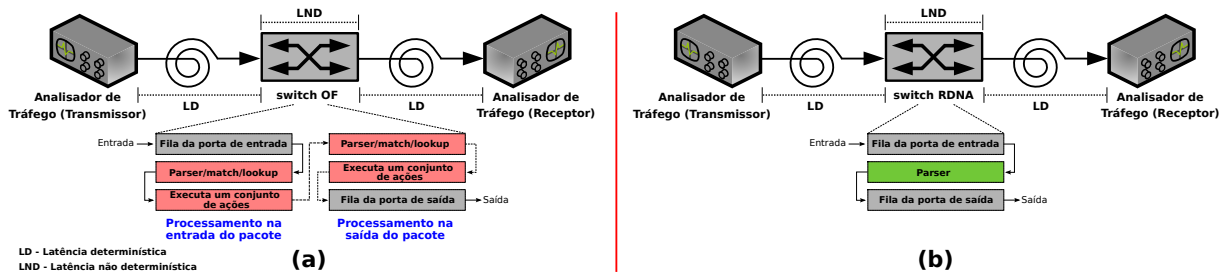 LND
Analisador de
Tráfego (Transmissor)
LD
switch OF
LD
Analisador de
Tráfego (Receptor)
Entrada
Fila da porta de entrada
Parser/match/lookup
Executa um conjunto
de ações
Processamento na
entrada do pacote
Parser/match/lookup
Executa um conjunto
de ações
Fila da porta de saída
Saída
Processamento na
saída do pacote
LD - Latência determinística
LND - Latência não determinística
(a)
LND
Analisador de
Tráfego (Transmissor)
LD
switch RDNA
LD
Analisador de
Tráfego (Receptor)
Entrada
Fila da porta de entrada
Parser
Fila da porta de saída
Saída
(b)